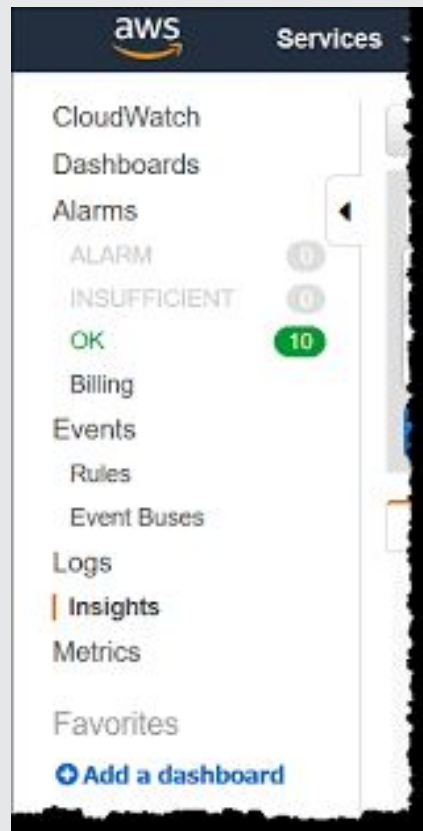 aws Services
CloudWatch
Dashboards
Alarms
ALARM 0
INSUFFICIENT 0
OK 10
Billing
Events
Rules
Event Buses
Logs
Insights
Metrics
Favorites
Add a dashboard